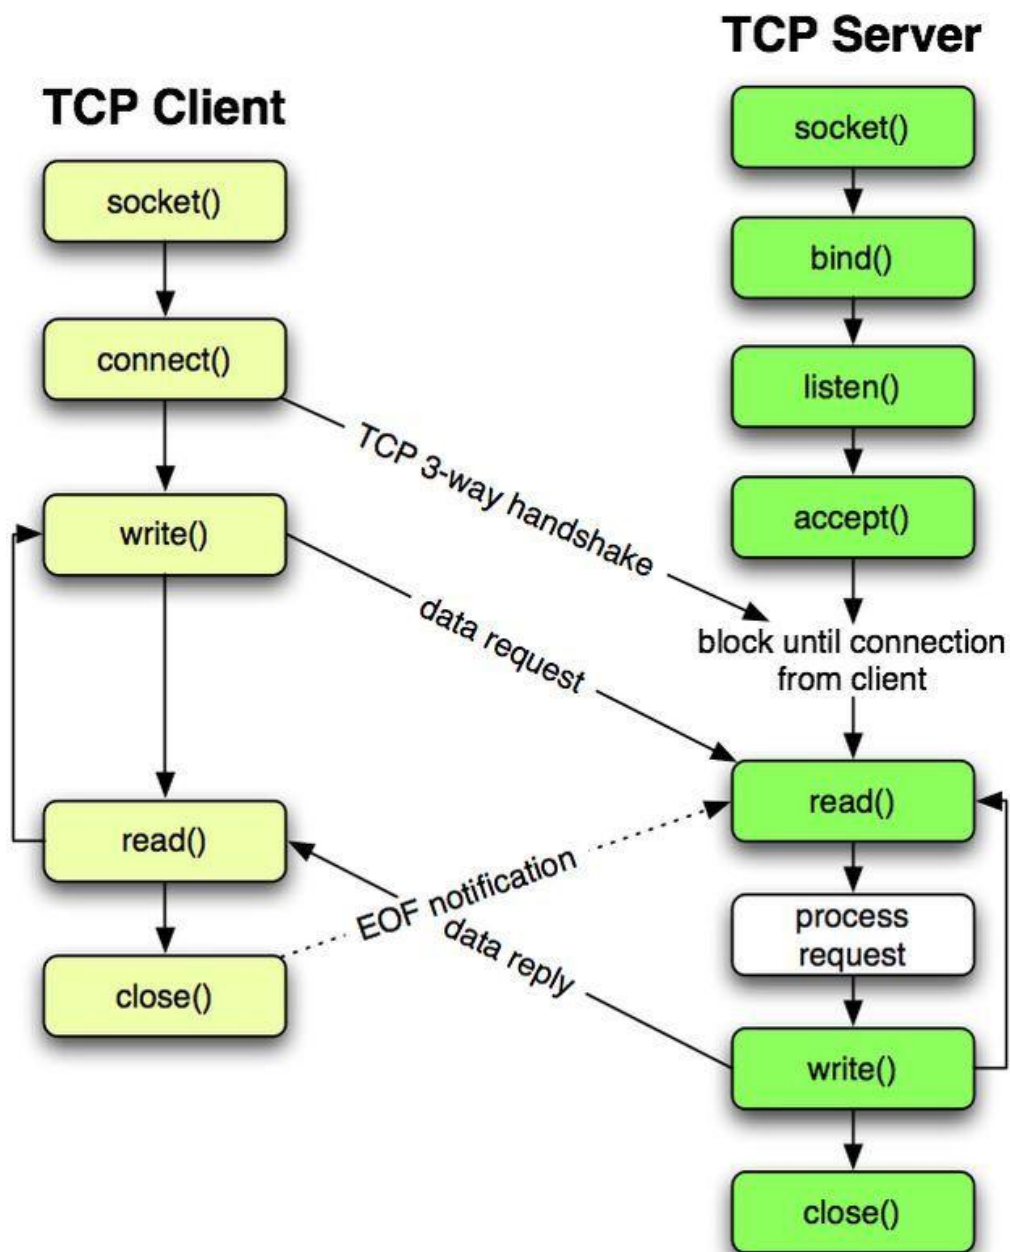 TCP Server
TCP Client
socket()
bind()
listen()
accept()
block until connection
from client
read()
process
request
write()
close()
socket()
connect()
write()
read()
close()
TCP 3-way handshake
data request
EOF notification
data reply